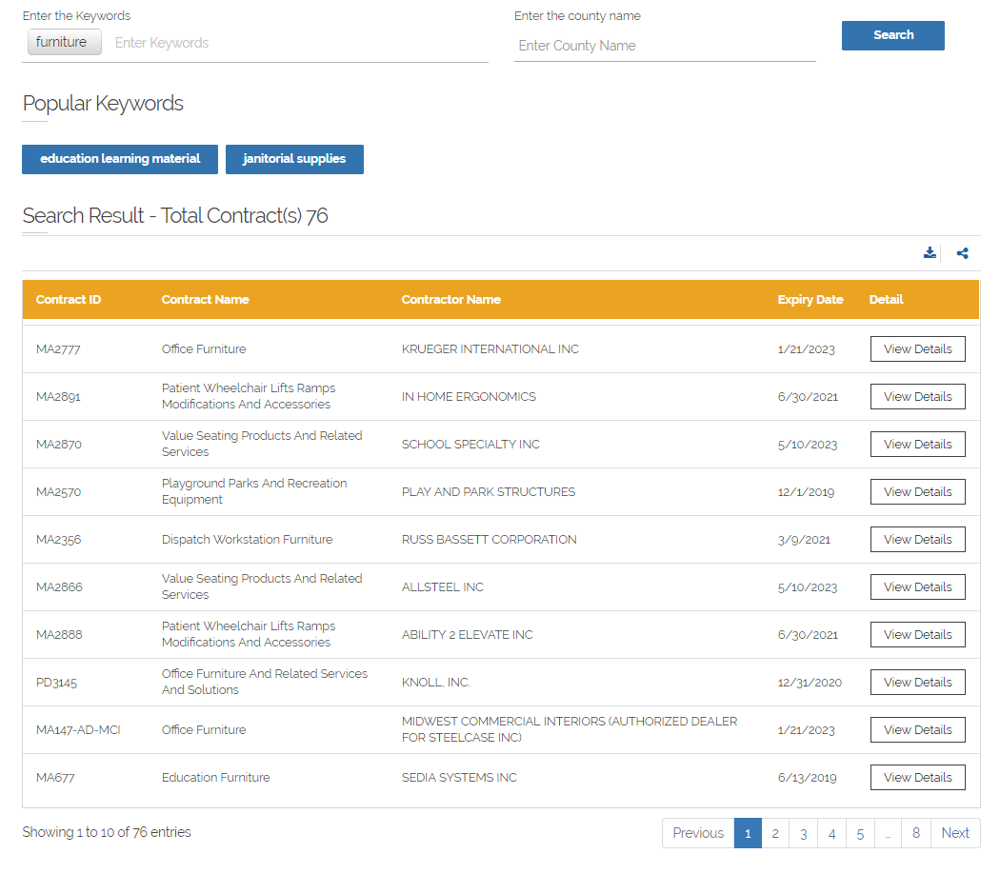 Enter the Keywords
Enter the county name
furniture Enter Keywords
Enter County Name
Search
Popular Keywords
education learning material
janitorial supplies
Search Result - Total Contract(s) 76
Contract ID Contract Name Contractor Name Expiry Date Detail
MA2777 Office Furniture KRUEGER INTERNATIONAL INC 1/21/2023 View Details
Patient Wheelchair Lifts Ramps
MA2891 Modifications And Accessories IN HOME ERGONOMICS 6/30/2021 View Details
Value Seating Products And Related
MA2870 Services SCHOOL SPECIALTY INC 5/10/2023 View Details
Playground Parks And Recreation
MA2570 Equipment PLAY AND PARK STRUCTURES 12/1/2019 View Details
MA2356 Dispatch Workstation Furniture RUSS BASSETT CORPORATION 3/9/2021 View Details
Value Seating Products And Related
MA2866 Services ALLSTEEL INC 5/10/2023 View Details
Patient Wheelchair Lifts Ramps
MA2888 Modifications And Accessories ABILITY 2 ELEVATE INC 6/30/2021 View Details
Office Furniture And Related Services
PD3145 And Solutions KNOLL, INC. 12/31/2020 View Details
MIDWEST COMMERCIAL INTERIORS (AUTHORIZED DEALER
MA147-AD-MCI Office Furniture FOR STEELCASE INC) 1/21/2023 View Details
MA677 Education Furniture SEDIA SYSTEMS INC 6/13/2019 View Details
Showing 1 to 10 of 76 entries
Previous 1 2 3 4 5 … 8 Next